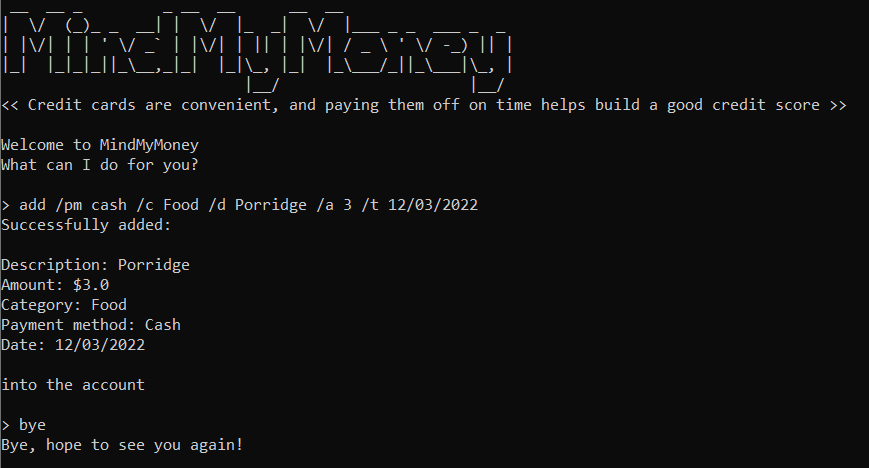 MindMyMoney
<< Credit cards are convenient, and paying them off on time helps build a good credit score >>
Welcome to MindMyMoney
What can I do for you?
> add /pm cash /c Food /d Porridge /a 3 /t 12/03/2022
Successfully added:
Description: Porridge
Amount: $3.0
Category: Food
Payment method: Cash
Date: 12/03/2022
into the account
> bye
Bye, hope to see you again!